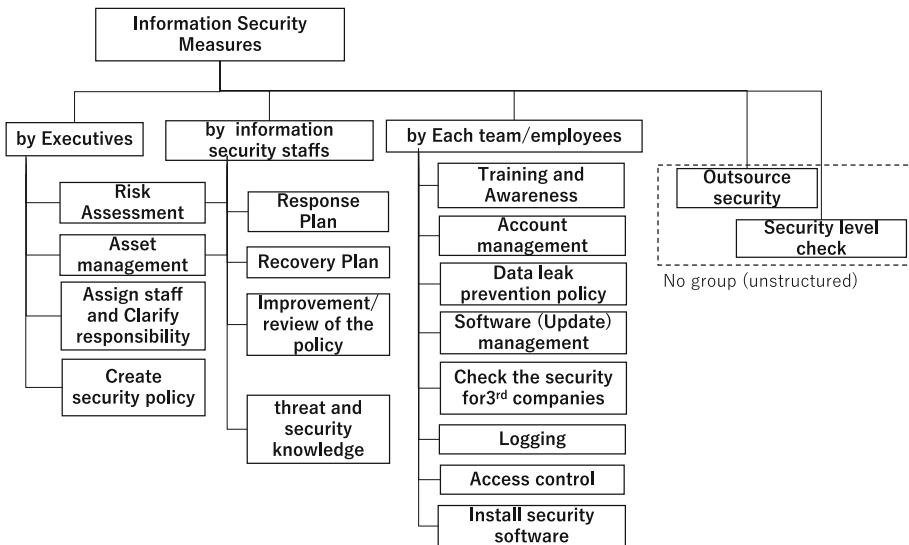 Information Security
Measures
by Executives
by information
security staffs
by Each team/employees
Risk
Assessment
Asset
management
Assign staff
and Clarify
responsibility
Create
security policy
Response
Plan
Recovery Plan
Improvement/
review of the
policy
threat and
security
knowledge
Training and
Awareness
Account
management
Data leak
prevention policy
Software (Update)
management
Check the security
for3rd companies
Logging
Access control
Install security
software
Outsource
security
Security level
check
No group (unstructured)